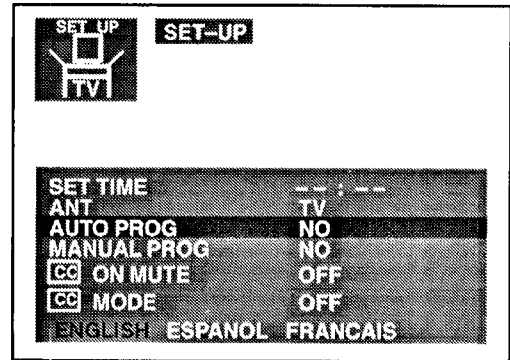 SET UP
SET-UP
TV
SET TIME -- : --
ANT TV
AUTO PROG NO
MANUAL PROG NO
CC ON MUTE OFF
CC MODE OFF
ENGLISH ESPANOL FRANCAIS